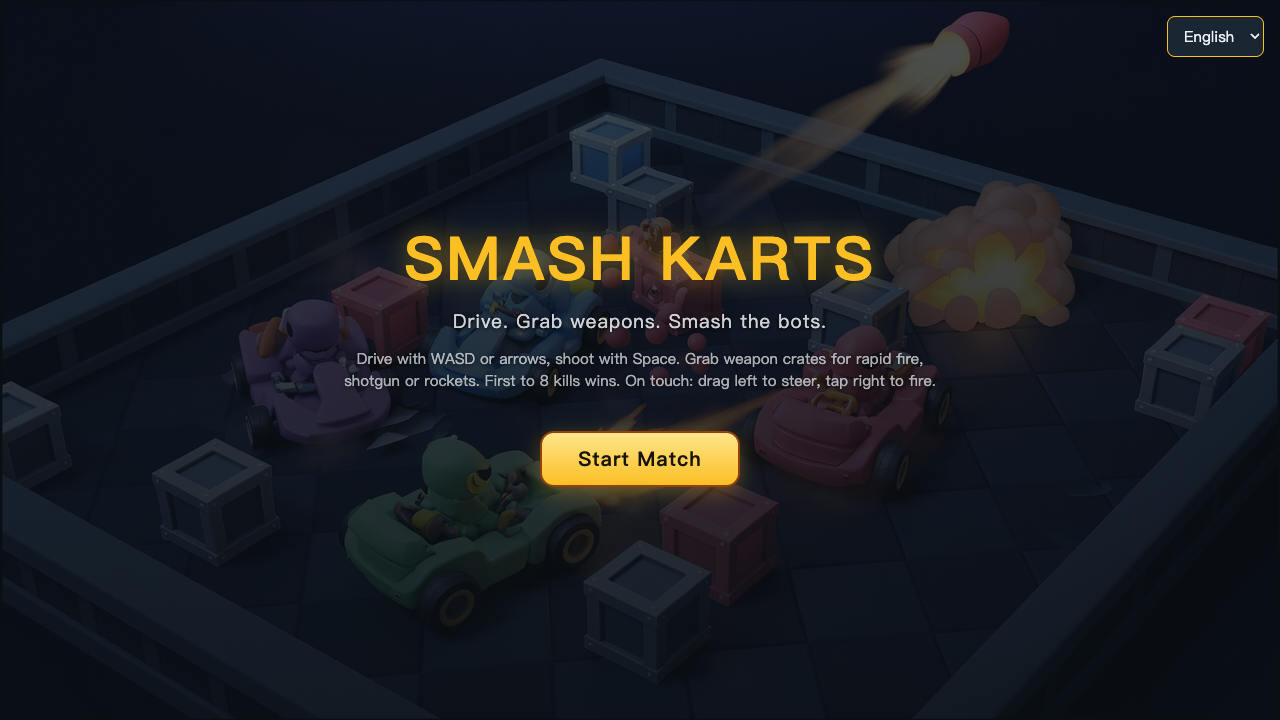 English
SMASH KARTS
Drive. Grab weapons. Smash the bots.
Drive with WASD or arrows, shoot with Space. Grab weapon crates for rapid fire,
shotgun or rockets. First to 8 kills wins. On touch: drag left to steer, tap right to fire.
Start Match